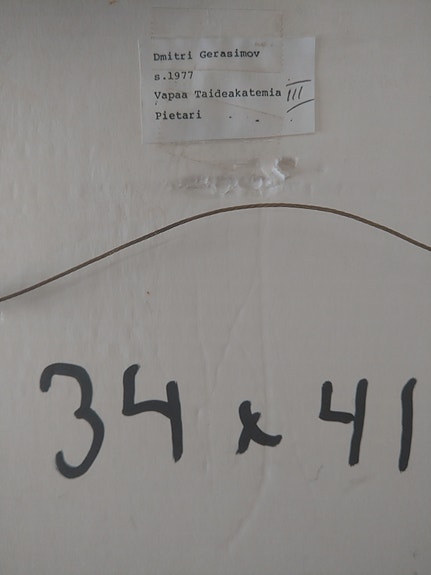 Dmitri Gerasimov
s.1977
Vapaa Taideakatemia III
Pietari
34 x 41